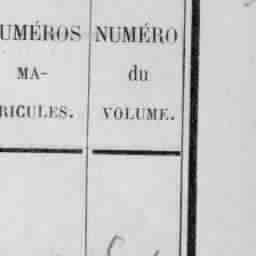 UMÉROS NUMÉRO
MA- du
RICULES. VOLUME.